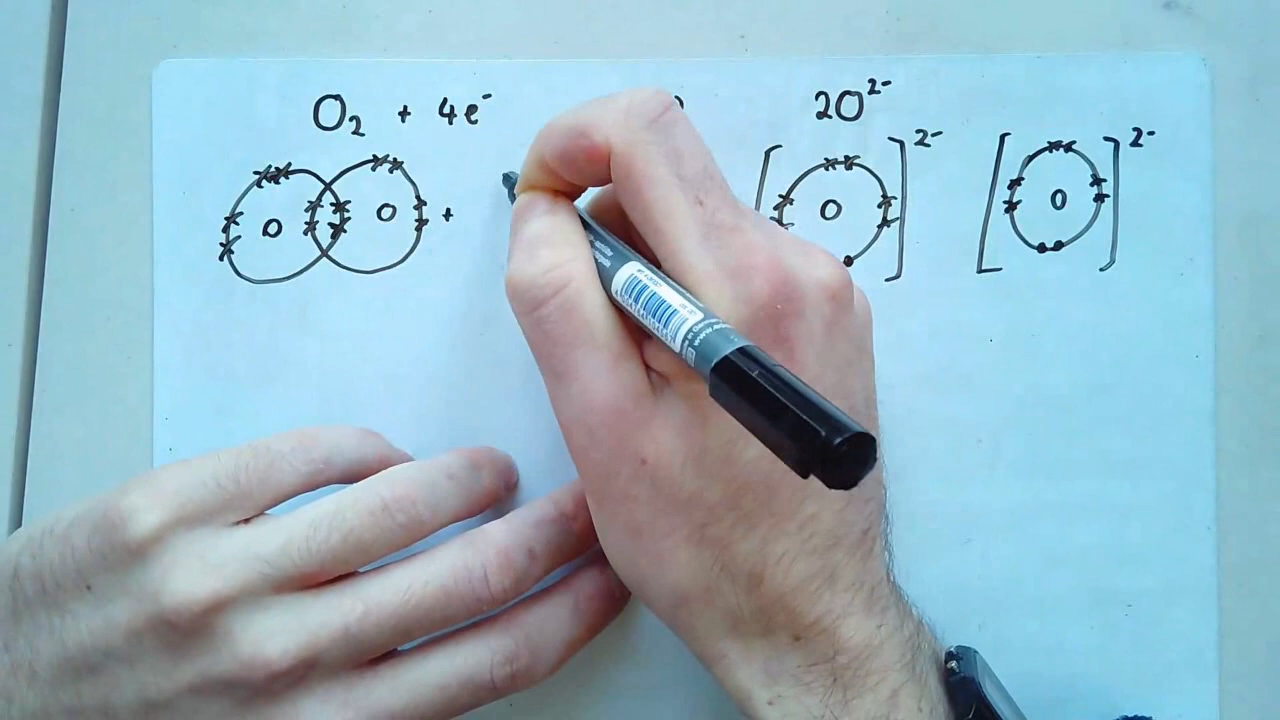 O₂ + 4e⁻ 2O²⁻
O O + [O]²⁻ [O]²⁻